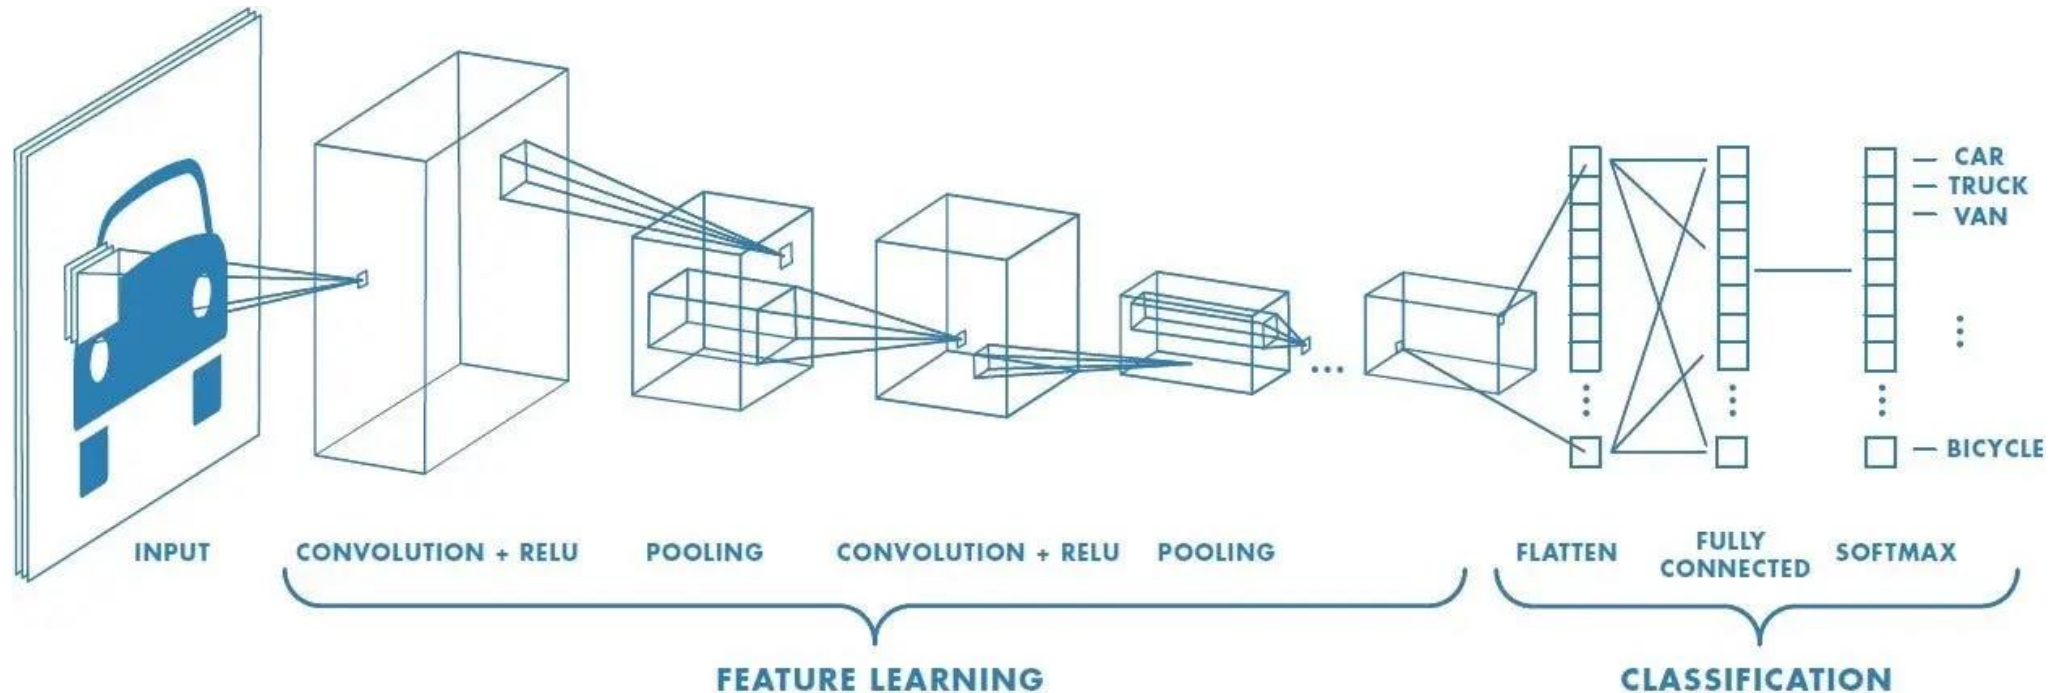 CAR
TRUCK
VAN
BICYCLE
INPUT
CONVOLUTION + RELU
POOLING
CONVOLUTION + RELU
POOLING
FLATTEN
FULLY
CONNECTED
SOFTMAX
FEATURE LEARNING
CLASSIFICATION